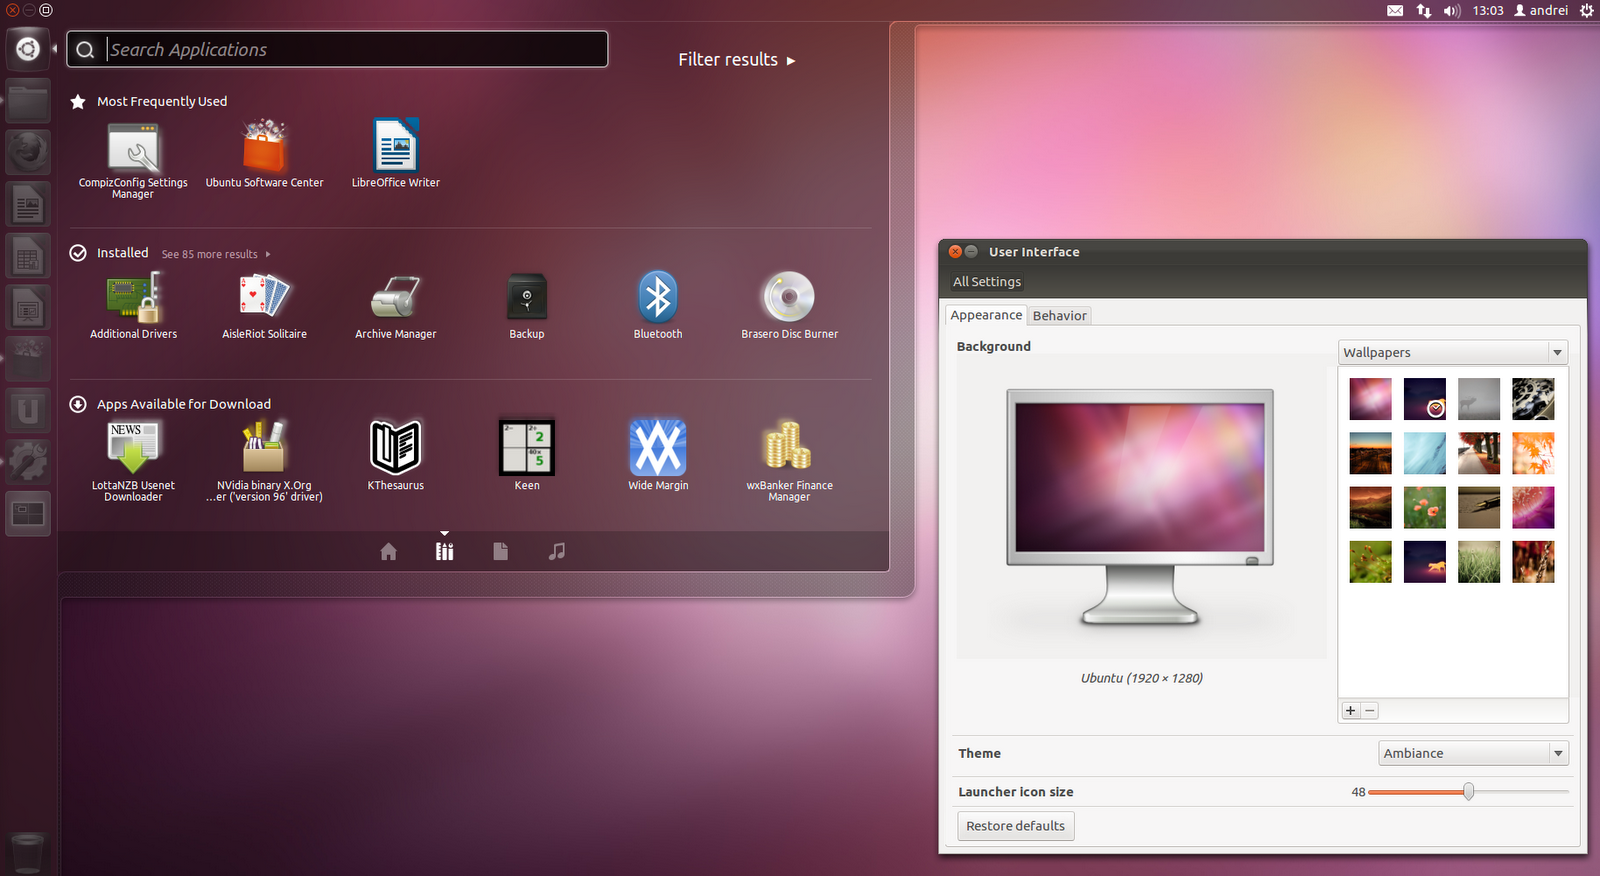 13:03 andrei
Search Applications
Filter results
Most Frequently Used
CompizConfig Settings
Manager
Ubuntu Software Center
LibreOffice Writer
Installed See 85 more results
Additional Drivers
AisleRiot Solitaire
Archive Manager
Backup
Bluetooth
Brasero Disc Burner
Apps Available for Download
NEWS
LottaNZB Usenet
Downloader
NVidia binary X.Org
...er ('version 96' driver)
KThesaurus
2− 2÷
2
40×
5
Keen
Wide Margin
wxBanker Finance
Manager
User Interface
All Settings
Appearance Behavior
Background
Wallpapers
Ubuntu (1920 × 1280)
Theme
Ambiance
Launcher icon size
48
Restore defaults